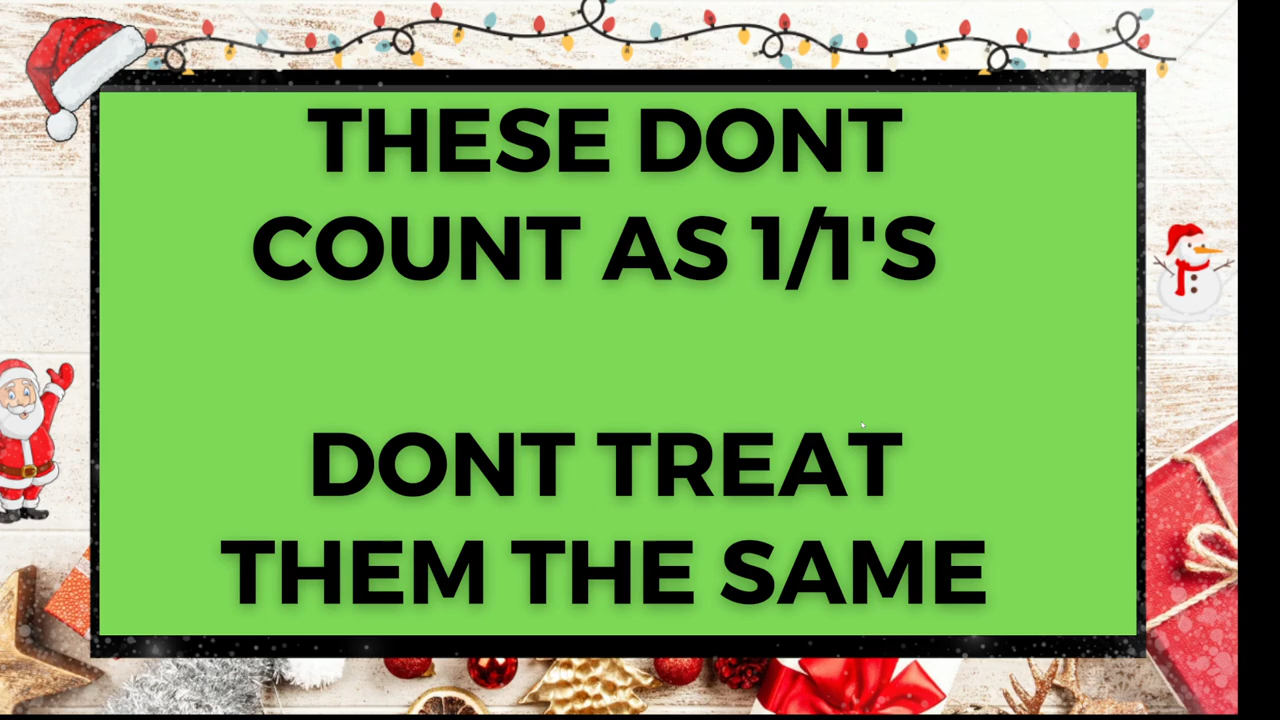 THESE DONT
COUNT AS 1/1'S
DONT TREAT
THEM THE SAME